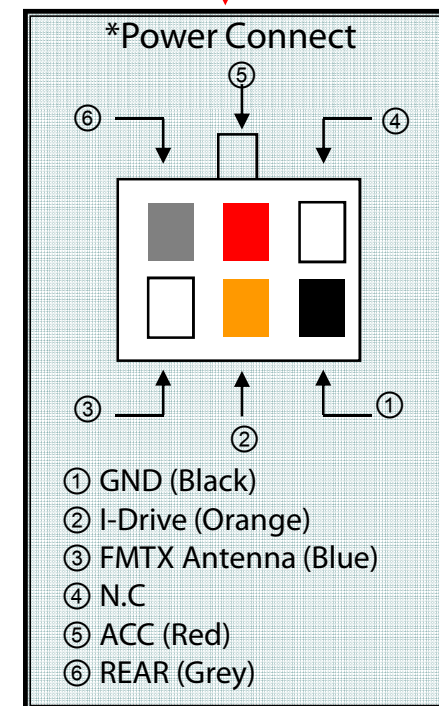 *Power Connect
⑤
⑥ ④
③ ①
②
① GND (Black)
② I-Drive (Orange)
③ FMTX Antenna (Blue)
④ N.C
⑤ ACC (Red)
⑥ REAR (Grey)